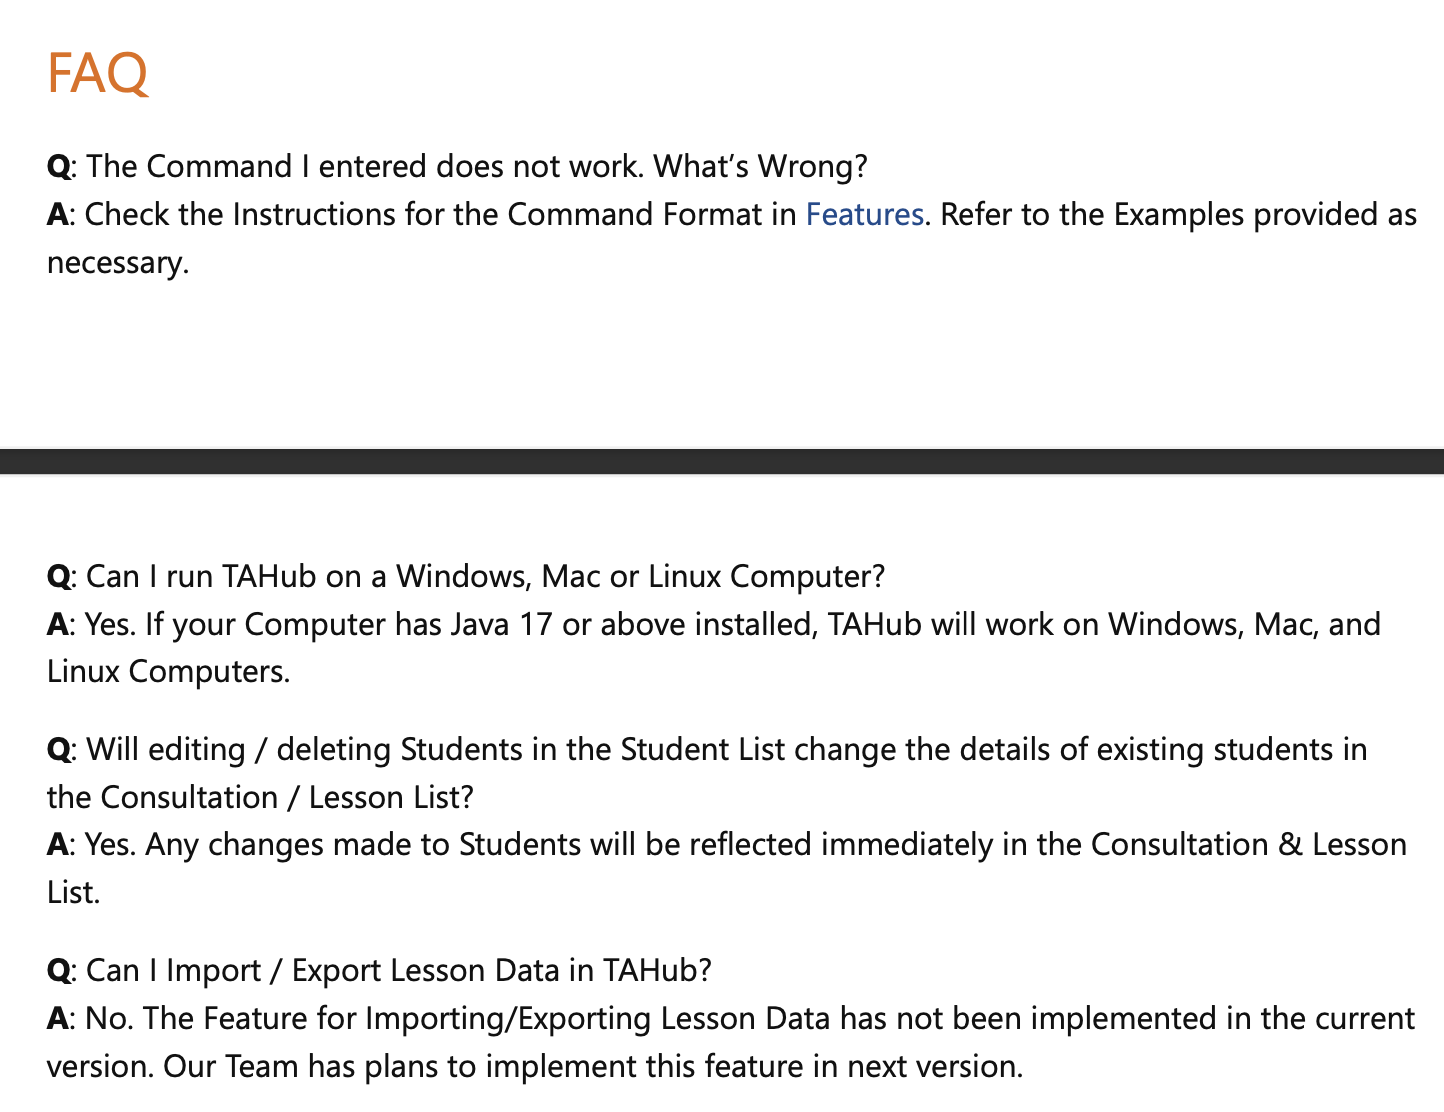 FAQ
Q: The Command I entered does not work. What’s Wrong?
A: Check the Instructions for the Command Format in Features. Refer to the Examples provided as
necessary.
Q: Can I run TAHub on a Windows, Mac or Linux Computer?
A: Yes. If your Computer has Java 17 or above installed, TAHub will work on Windows, Mac, and
Linux Computers.
Q: Will editing / deleting Students in the Student List change the details of existing students in
the Consultation / Lesson List?
A: Yes. Any changes made to Students will be reflected immediately in the Consultation & Lesson
List.
Q: Can I Import / Export Lesson Data in TAHub?
A: No. The Feature for Importing/Exporting Lesson Data has not been implemented in the current
version. Our Team has plans to implement this feature in next version.